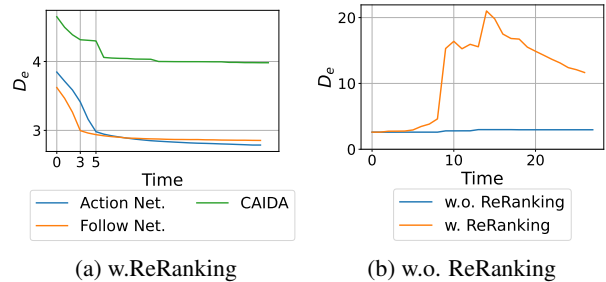 D_e
4
3
0 3 5
Time
Action Net.
Follow Net.
CAIDA
(a) w.ReRanking
D_e
20
10
0
0 10 20
Time
w.o. ReRanking
w. ReRanking
(b) w.o. ReRanking